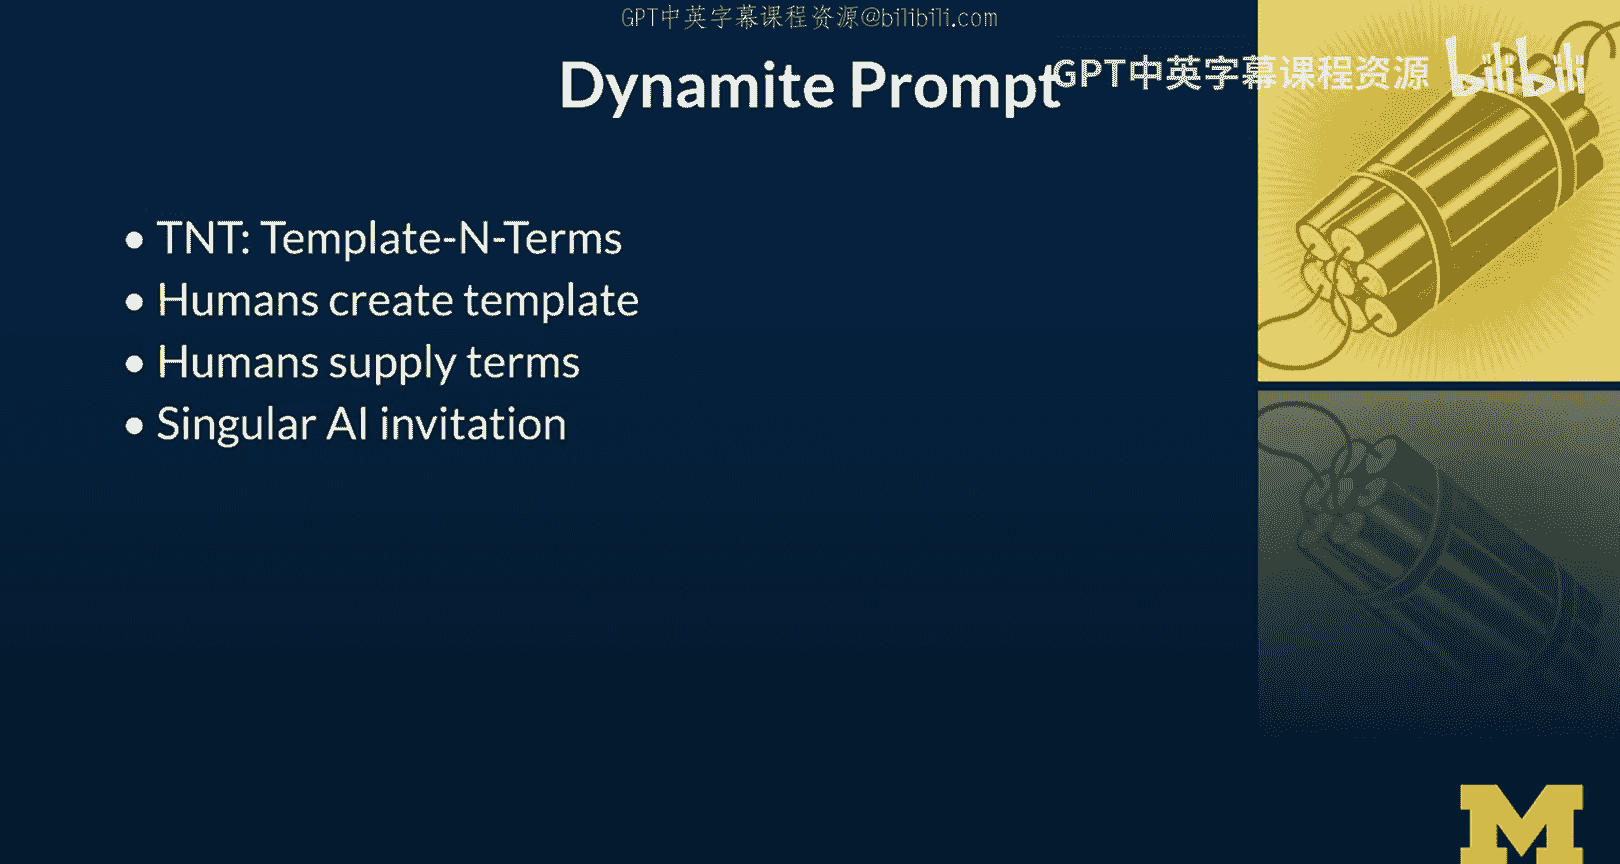 GPT中英字幕课程资源@bilibili.com
Dynamite Prompt
GPT中英字幕课程资源 bilibili
• TNT: Template-N-Terms
• Humans create template
• Humans supply terms
• Singular AI invitation
M